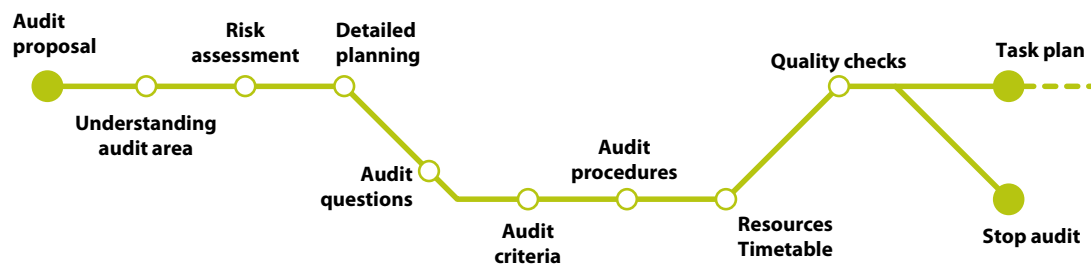 Audit
proposal
Understanding
audit area
Risk
assessment
Detailed
planning
Audit
questions
Audit
criteria
Audit
procedures
Resources
Timetable
Quality checks
Task plan
Stop audit